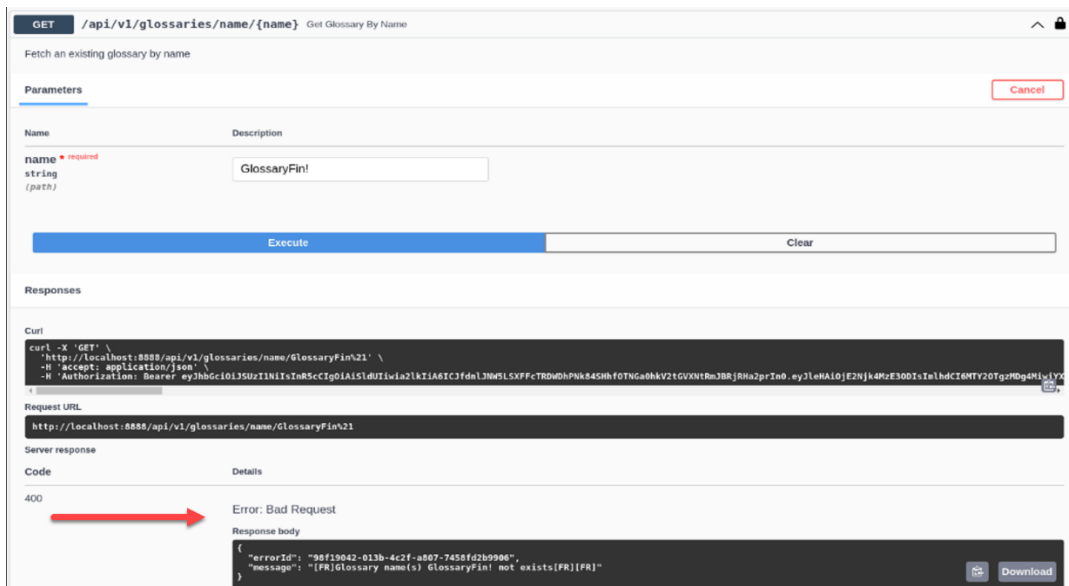 GET /api/v1/glossaries/name/{name} Get Glossary By Name
Fetch an existing glossary by name
Parameters
Cancel
Name Description
name * required
string
(path)
GlossaryFin!
Execute Clear
Responses
Curl
curl -X 'GET' \
'http://localhost:8888/api/v1/glossaries/name/GlossaryFin%21' \
-H 'accept: application/json' \
-H 'Authorization: Bearer
Request URL
http://localhost:8888/api/v1/glossaries/name/GlossaryFin%21
Server response
Code Details
400
Error: Bad Request
Response body
{
"errorId": "98f19042-013b-4c2f-a807-7458fd2b9906",
"message": "[FR]Glossary name(s) GlossaryFin! not exists[FR][FR]"
}
Download